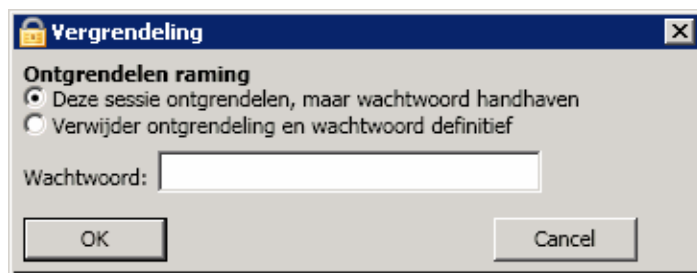 Vergrendeling
Ontgrendelen raming
Deze sessie ontgrendelen, maar wachtwoord handhaven
Verwijder ontgrendeling en wachtwoord definitief
Wachtwoord:
OK Cancel